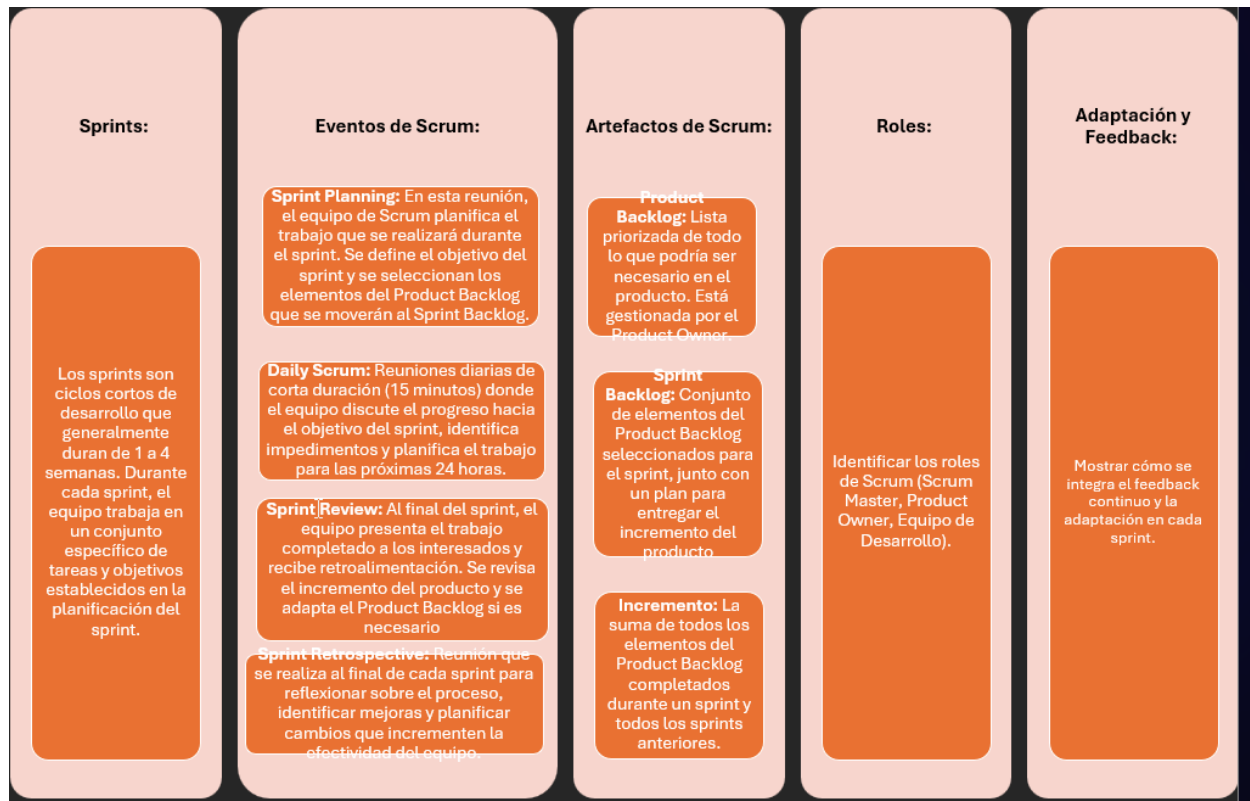 Sprints:
Los sprints son
ciclos cortos de
desarrollo que
generalmente
duran de 1 a 4
semanas. Durante
cada sprint, el
equipo trabaja en
un conjunto
específico de
tareas y objetivos
establecidos en la
planificación del
sprint.
Eventos de Scrum:
Sprint Planning: En esta reunión,
el equipo de Scrum planifica el
trabajo que se realizará durante
el sprint. Se define el objetivo del
sprint y se seleccionan los
elementos del Product Backlog
que se moverán al Sprint Backlog.
Daily Scrum: Reuniones diarias de
corta duración (15 minutos) donde
el equipo discute el progreso hacia
el objetivo del sprint, identifica
impedimentos y planifica el trabajo
para las próximas 24 horas.
Sprint Review: Al final del sprint, el
equipo presenta el trabajo
completado a los interesados y
recibe retroalimentación. Se revisa
el incremento del producto y se
adapta el Product Backlog si es
necesario
Sprint Retrospective: Reunión que
se realiza al final de cada sprint para
reflexionar sobre el proceso,
identificar mejoras y planificar
cambios que incrementen la
efectividad del equipo.
Artefactos de Scrum:
Product
Backlog: Lista
priorizada de todo
lo que podría ser
necesario en el
producto. Está
gestionada por el
Product Owner.
Sprint
Backlog: Conjunto
de elementos del
Product Backlog
seleccionados para
el sprint, junto con
un plan para
entregar el
incremento del
producto
Incremento: La
suma de todos los
elementos del
Product Backlog
completados
durante un sprint y
todos los sprints
anteriores.
Roles:
Identificar los roles
de Scrum (Scrum
Master, Product
Owner, Equipo de
Desarrollo).
Adaptación y
Feedback:
Mostrar cómo se
integra el feedback
continuo y la
adaptación en cada
sprint.